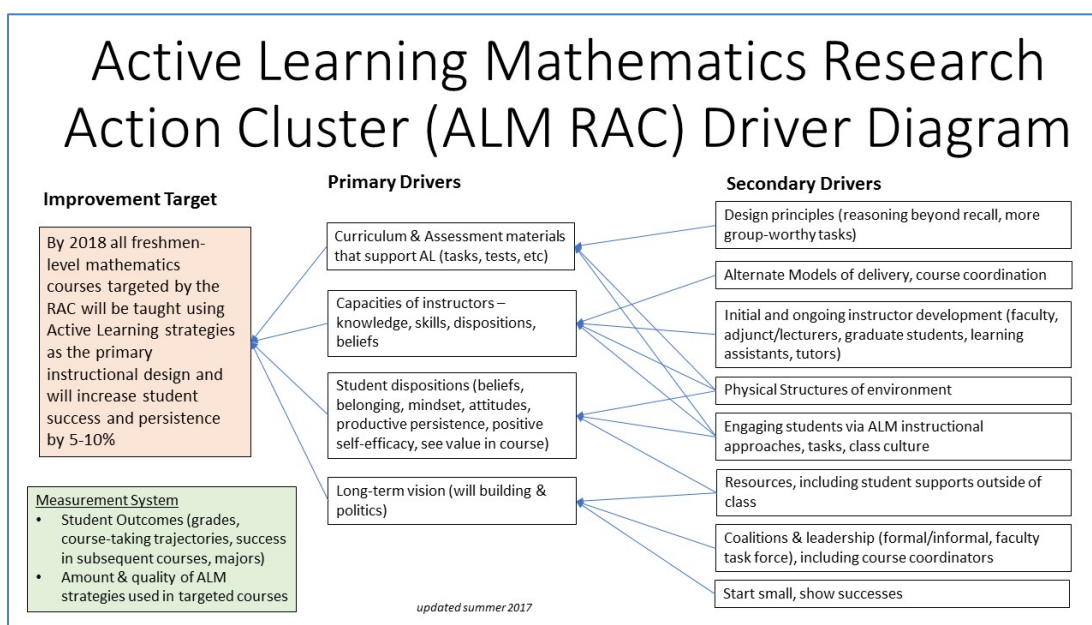 Active Learning Mathematics Research
Action Cluster (ALM RAC) Driver Diagram
Improvement Target
By 2018 all freshmen-
level mathematics
courses targeted by the
RAC will be taught using
Active Learning strategies
as the primary
instructional design and
will increase student
success and persistence
by 5-10%
Measurement System
• Student Outcomes (grades,
course-taking trajectories, success
in subsequent courses, majors)
• Amount & quality of ALM
strategies used in targeted courses
Primary Drivers
Curriculum & Assessment materials
that support AL (tasks, tests, etc)
Capacities of instructors –
knowledge, skills, dispositions,
beliefs
Student dispositions (beliefs,
belonging, mindset, attitudes,
productive persistence, positive
self-efficacy, see value in course)
Long-term vision (will building &
politics)
updated summer 2017
Secondary Drivers
Design principles (reasoning beyond recall, more
group-worthy tasks)
Alternate Models of delivery, course coordination
Initial and ongoing instructor development (faculty,
adjunct/lecturers, graduate students, learning
assistants, tutors)
Physical Structures of environment
Engaging students via ALM instructional
approaches, tasks, class culture
Resources, including student supports outside of
class
Coalitions & leadership (formal/informal, faculty
task force), including course coordinators
Start small, show successes